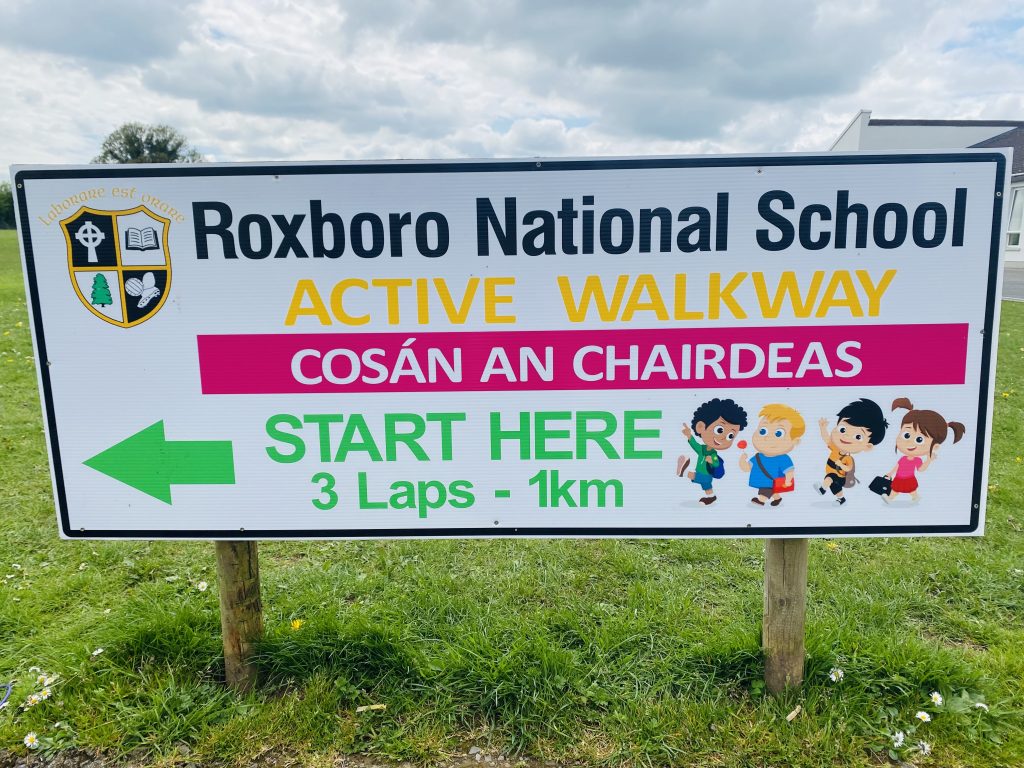 Laborare est orare
Roxboro National School
ACTIVE WALKWAY
COSÁN AN CHAIRDEAS
START HERE
3 Laps - 1km